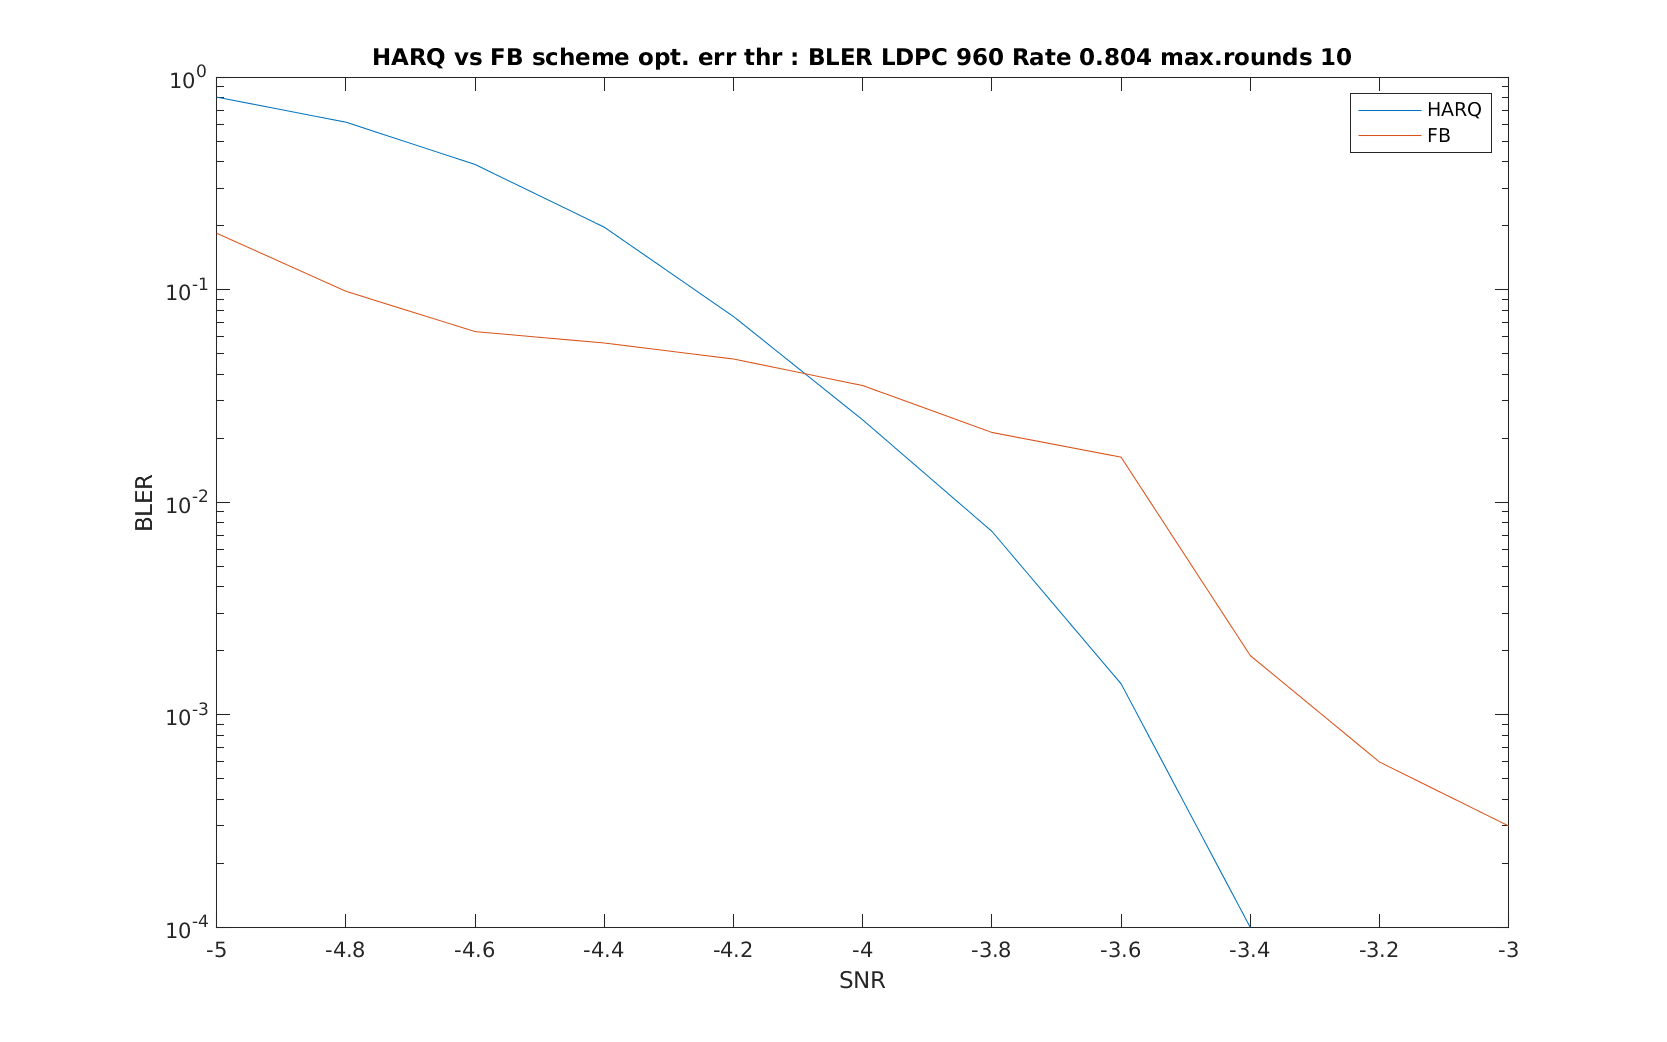 HARQ vs FB scheme opt. err thr : BLER LDPC 960 Rate 0.804 max.rounds 10
HARQ
FB
10^0
10^-1
10^-2
10^-3
10^-4
BLER
-5 -4.8 -4.6 -4.4 -4.2 -4 -3.8 -3.6 -3.4 -3.2 -3
SNR